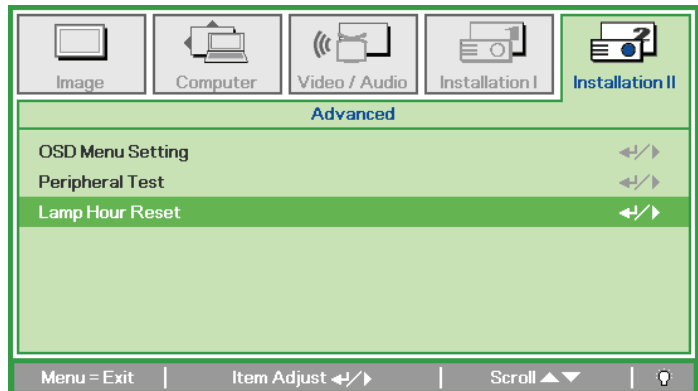 Image Computer Video / Audio Installation I Installation II
Advanced
OSD Menu Setting
Peripheral Test
Lamp Hour Reset
Menu = Exit Item Adjust Scroll